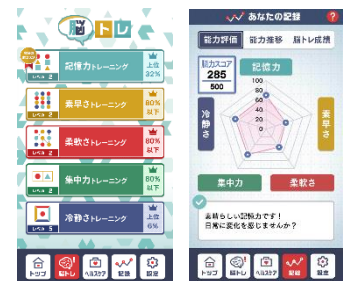 脳トレ
記憶力トレーニング
レベル 2
上位
32%
素早さトレーニング
レベル 2
80%
以下
柔軟さトレーニング
レベル 2
80%
以下
集中力トレーニング
レベル 2
80%
以下
冷静さトレーニング
レベル 5
上位
6%
トップ
脳トレ
ヘルスケア
記録
設定
あなたの記録
?
能力評価
能力推移
脳トレ成績
脳力スコア
285
500
記憶力
100
80
60
40
20
0
冷静さ
素早さ
集中力
柔軟さ
素晴らしい記憶力です!
日常に変化を感じませんか?
トップ
脳トレ
ヘルスケア
記録
設定